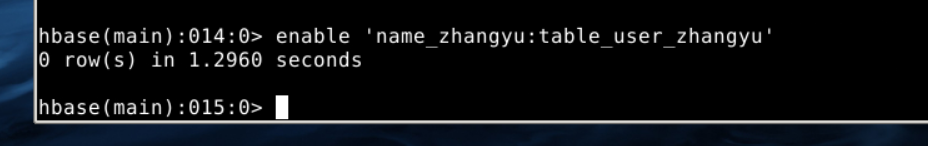 hbase(main):014:0> enable 'name_zhangyu:table_user_zhangyu'
0 row(s) in 1.2960 seconds
hbase(main):015:0>